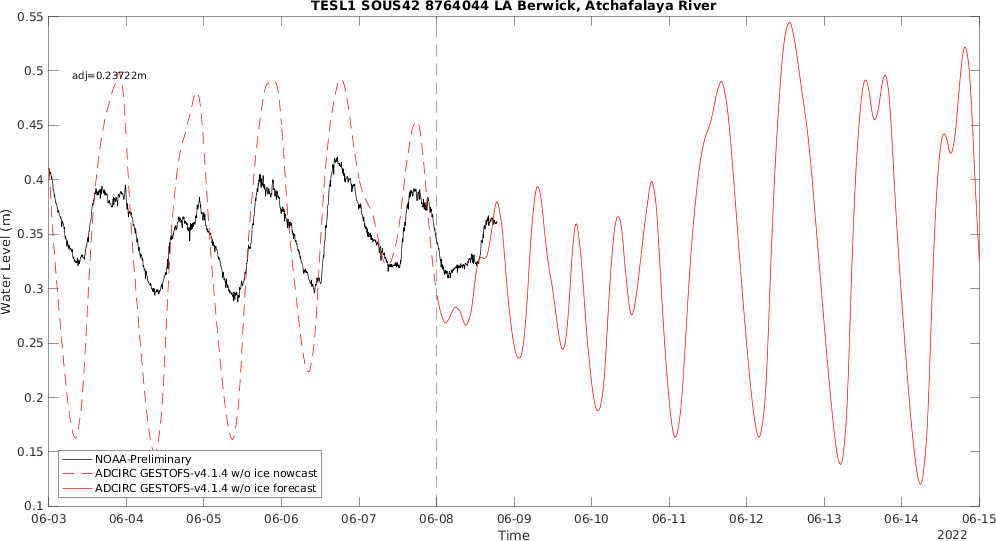 TESL1 SOUS42 8764044 LA Berwick, Atchafalaya River
0.55
0.5
0.45
0.4
0.35
0.3
0.25
0.2
0.15
0.1
Water Level (m)
adj=0.23722m
NOAA-Preliminary
ADCIRC GESTOFS-v4.1.4 w/o ice nowcast
ADCIRC GESTOFS-v4.1.4 w/o ice forecast
06-03 06-04 06-05 06-06 06-07 06-08 06-09 06-10 06-11 06-12 06-13 06-14 06-15
Time
2022